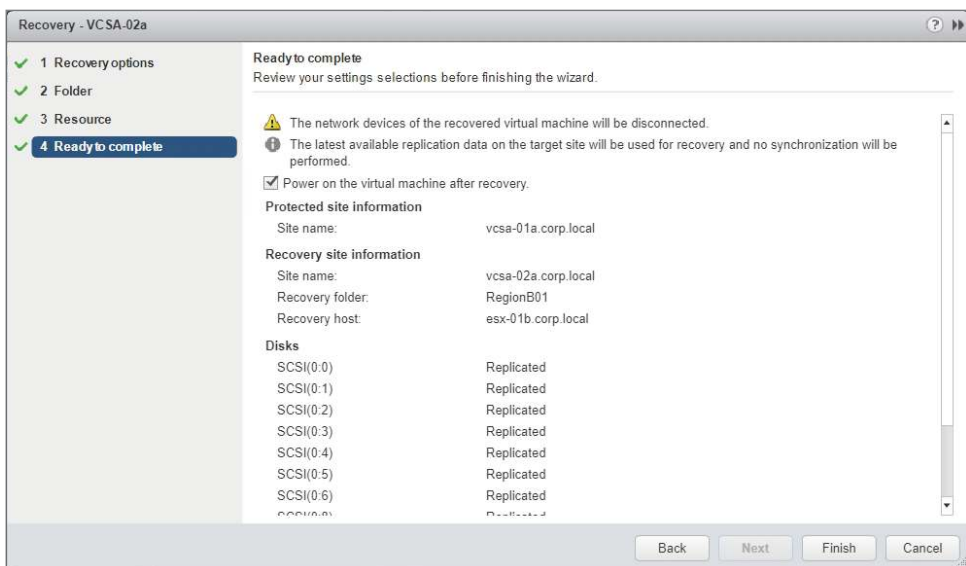 Recovery - VCSA-02a
1 Recovery options
2 Folder
3 Resource
4 Ready to complete
Ready to complete
Review your settings selections before finishing the wizard.
The network devices of the recovered virtual machine will be disconnected.
The latest available replication data on the target site will be used for recovery and no synchronization will be
performed.
Power on the virtual machine after recovery.
Protected site information
Site name: vcsa-01a.corp.local
Recovery site information
Site name: vcsa-02a.corp.local
Recovery folder: RegionB01
Recovery host: esx-01b.corp.local
Disks
SCSI(0:0) Replicated
SCSI(0:1) Replicated
SCSI(0:2) Replicated
SCSI(0:3) Replicated
SCSI(0:4) Replicated
SCSI(0:5) Replicated
SCSI(0:6) Replicated
SCSI(0:8) Replicated
Back Next Finish Cancel